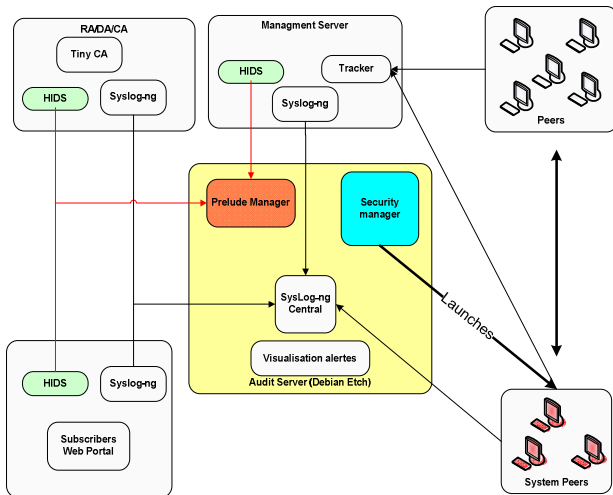 RA/DA/CA
Tiny CA
HIDS
Syslog-ng
Managment Server
HIDS
Tracker
Syslog-ng
Peers
Prelude Manager
Security
manager
SysLog-ng
Central
Visualisation alertes
Audit Server (Debian Etch)
Launches
HIDS
Syslog-ng
Subscribers
Web Portal
System Peers